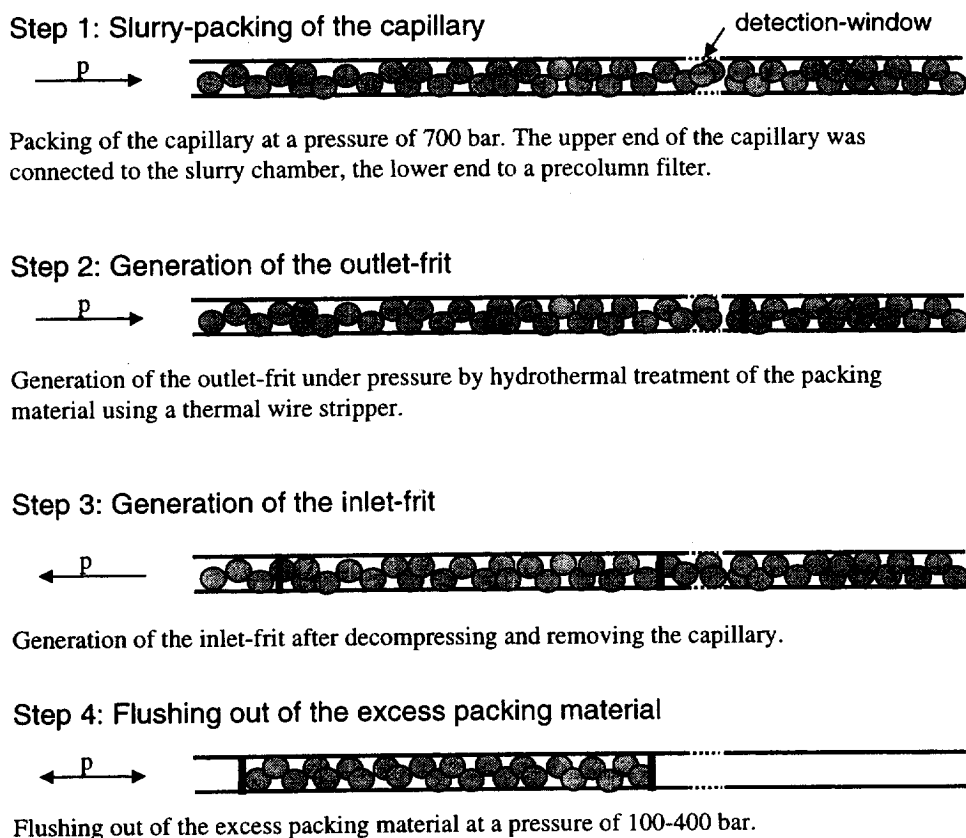 Step 1: Slurry-packing of the capillary
detection-window
p
Packing of the capillary at a pressure of 700 bar. The upper end of the capillary was
connected to the slurry chamber, the lower end to a precolumn filter.
Step 2: Generation of the outlet-frit
p
Generation of the outlet-frit under pressure by hydrothermal treatment of the packing
material using a thermal wire stripper.
Step 3: Generation of the inlet-frit
p
Generation of the inlet-frit after decompressing and removing the capillary.
Step 4: Flushing out of the excess packing material
p
Flushing out of the excess packing material at a pressure of 100-400 bar.